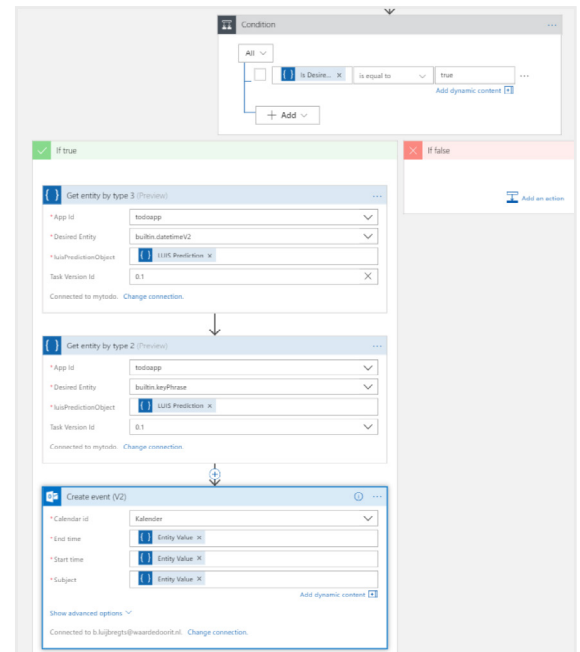 Condition
All
Is Desire... × is equal to true
Add dynamic content
+ Add
If true
If false
Add an action
Get entity by type 3 (Preview)
* App Id todoapp
* Desired Entity builtin.datetimeV2
* luisPredictionObject LUIS Prediction ×
Task Version Id 0.1
Connected to mytodo. Change connection.
Get entity by type 2 (Preview)
* App Id todoapp
* Desired Entity builtin.keyPhrase
* luisPredictionObject LUIS Prediction ×
Task Version Id 0.1
Connected to mytodo. Change connection.
Create event (V2)
* Calendar id Kalender
* End time Entity Value ×
* Start time Entity Value ×
* Subject Entity Value ×
Add dynamic content
Show advanced options
Connected to b.luijbregts@waardedoorit.nl. Change connection.